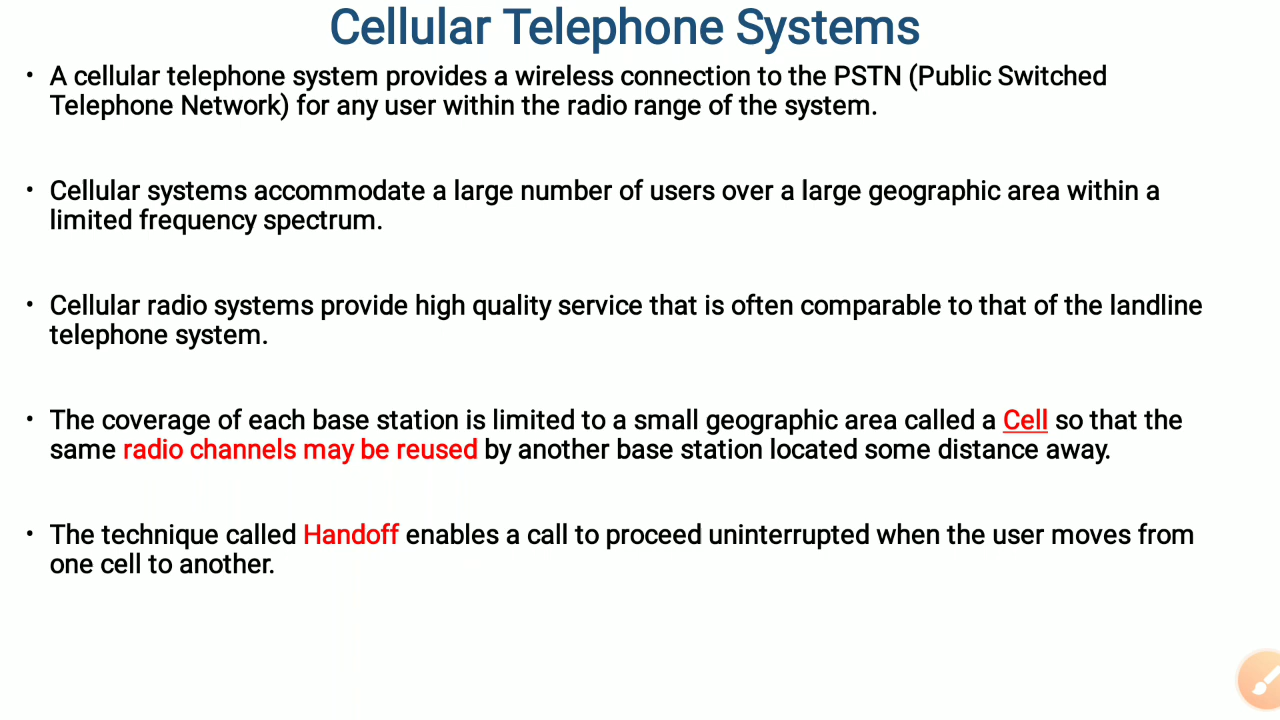 Cellular Telephone Systems
• A cellular telephone system provides a wireless connection to the PSTN (Public Switched
Telephone Network) for any user within the radio range of the system.
• Cellular systems accommodate a large number of users over a large geographic area within a
limited frequency spectrum.
• Cellular radio systems provide high quality service that is often comparable to that of the landline
telephone system.
• The coverage of each base station is limited to a small geographic area called a Cell so that the
same radio channels may be reused by another base station located some distance away.
• The technique called Handoff enables a call to proceed uninterrupted when the user moves from
one cell to another.